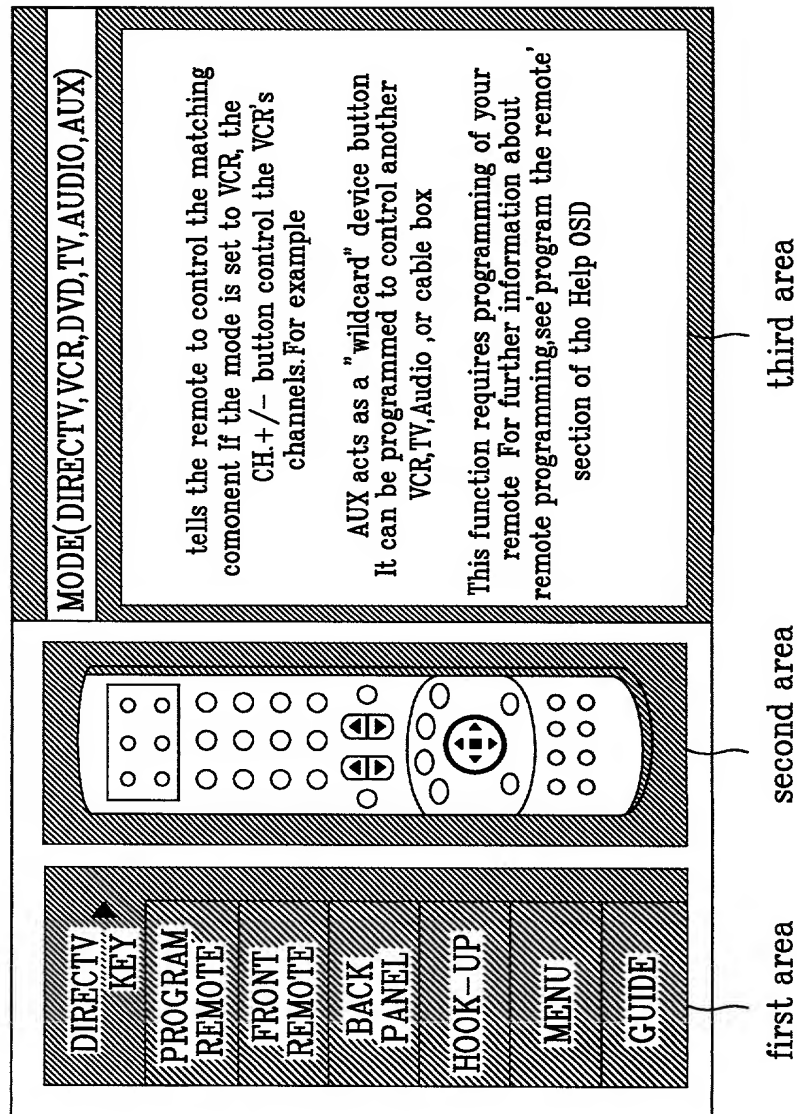 DIRECTV
KEY
PROGRAM
REMOTE
FRONT
REMOTE
BACK
PANEL
HOOK-UP
MENU
GUIDE
MODE(DIRECTV,VCR,DVD,TV,AUDIO,AUX)
tells the remote to control the matching
comonent If the mode is set to VCR, the
CH.+/- button control the VCR's
channels.For example
AUX acts as a "wildcard" device button
It can be programmed to control another
VCR,TV,Audio ,or cable box
This function requires programming of your
remote For further information about
remote programming,see'program the remote'
section of tho Help OSD
first area
second area
third area